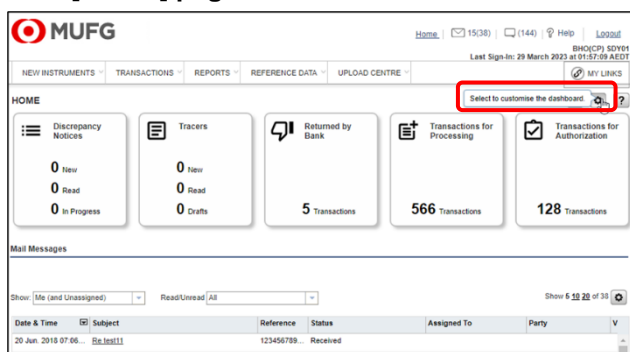 MUFG
Home 15(38) (144) Help Logout
BHO(CP) SDY01
Last Sign-In: 29 March 2023 at 01:57:09 AEDT
NEW INSTRUMENTS TRANSACTIONS REPORTS REFERENCE DATA UPLOAD CENTRE MY LINKS
HOME
Select to customise the dashboard. ?
Discrepancy Notices
0 New
0 Read
0 In Progress
Tracers
0 New
0 Read
0 Drafts
Returned by Bank
5 Transactions
Transactions for Processing
566 Transactions
Transactions for Authorization
128 Transactions
Mail Messages
Show: Me (and Unassigned) Read/Unread All Show 5 10 20 of 38
Date & Time Subject Reference Status Assigned To Party V
20 Jun. 2018 07:06... Re test11 123456789... Received